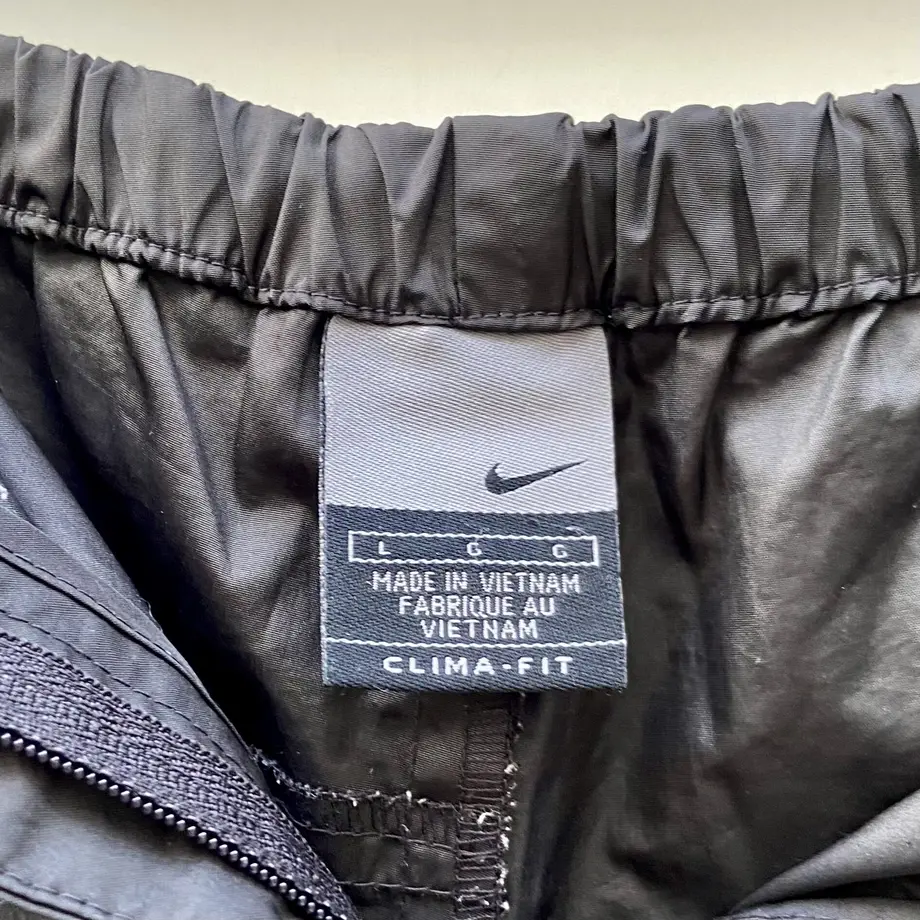 L G G
MADE IN VIETNAM
FABRIQUE AU
VIETNAM
CLIMA-FIT